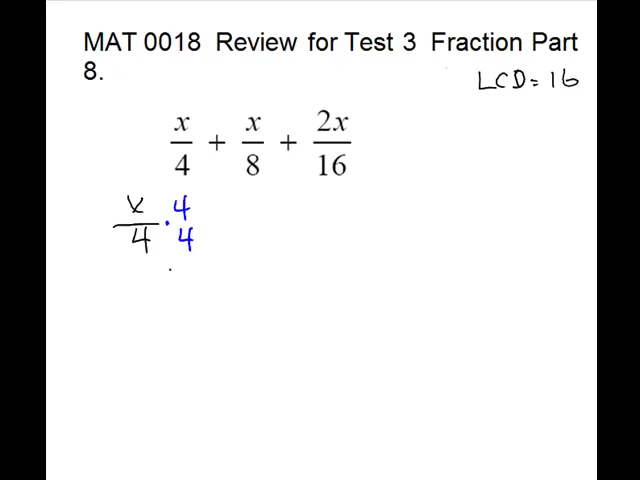 MAT 0018 Review for Test 3 Fraction Part
8.
LCD = 16
x/4 + x/8 + 2x/16
x/4 · 4/4